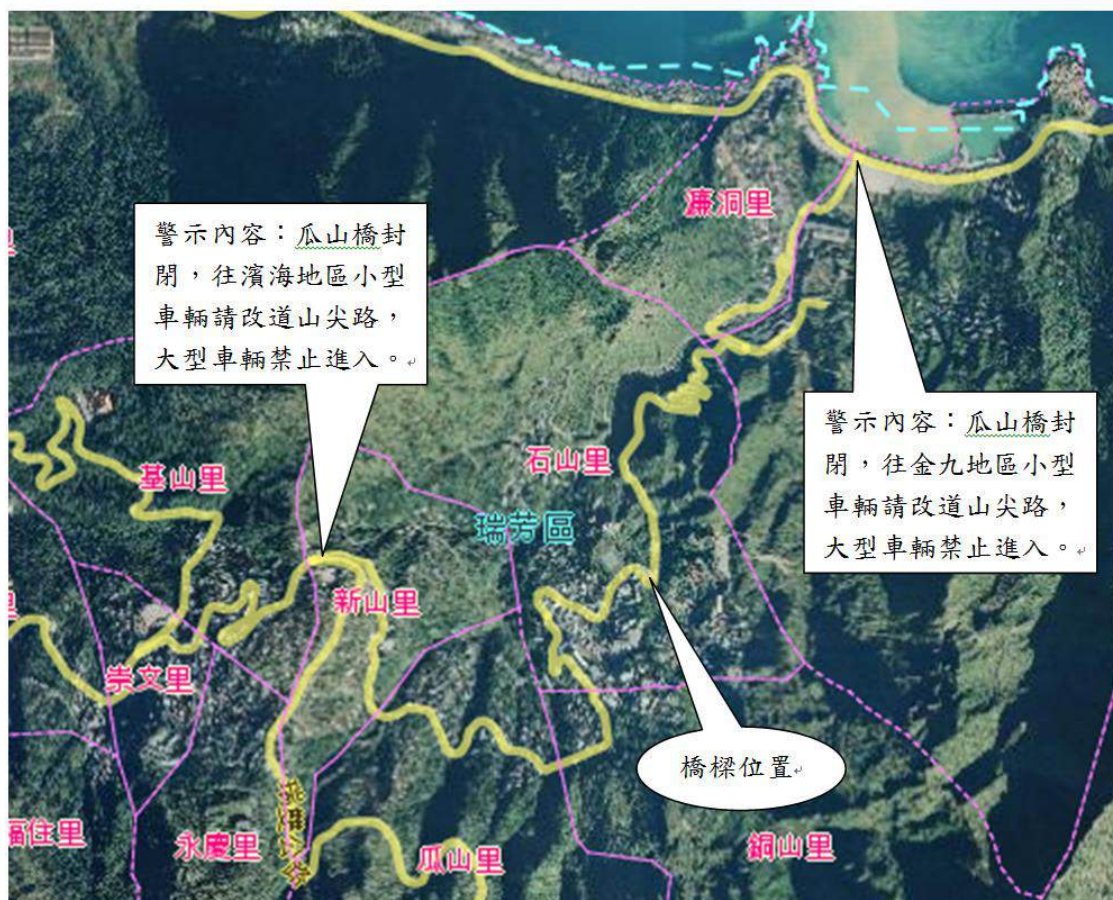 濂洞里
警示內容：瓜山橋封
閉，往濱海地區小型
車輛請改道山尖路，
大型車輛禁止進入。
警示內容：瓜山橋封
閉，往金九地區小型
車輛請改道山尖路，
大型車輛禁止進入。
基山里
石山里
瑞芳區
新山里
崇文里
橋樑位置
福住里
永慶里
瓜山里
銅山里